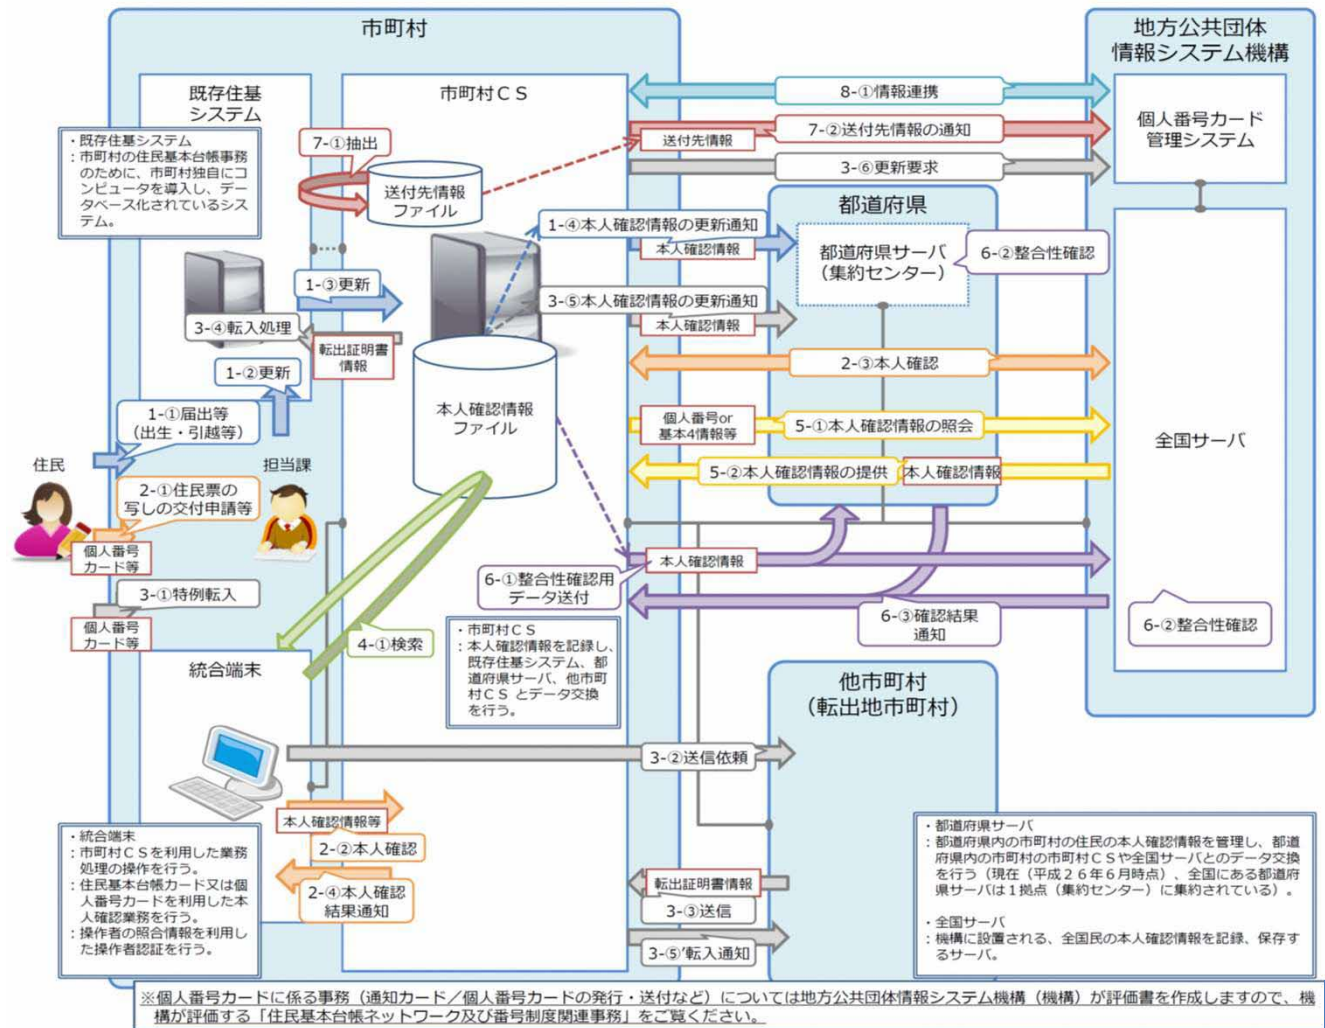 市町村
地方公共団体
情報システム機構
既存住基
システム
市町村CS
8-①情報連携
個人番号カード
管理システム
・既存住基システム
：市町村の住民基本台帳事務
のために、市町村独自にコ
ンピュータを導入し、デー
タベース化されているシス
テム。
7-①抽出
送付先情報
7-②送付先情報の通知
3-⑥更新要求
送付先情報
ファイル
都道府県
1-④本人確認情報の更新通知
本人確認情報
都道府県サーバ
（集約センター）
6-②整合性確認
1-③更新
3-⑤本人確認情報の更新通知
本人確認情報
3-④転入処理
転出証明書
情報
1-②更新
2-③本人確認
本人確認情報
ファイル
1-①届出等
（出生・引越等）
個人番号or
基本4情報等
5-①本人確認情報の照会
全国サーバ
住民
担当課
5-②本人確認情報の提供
本人確認情報
2-①住民票の
写しの交付申請等
個人番号
カード等
本人確認情報
6-①整合性確認用
データ送付
3-①特例転入
個人番号
カード等
4-①検索
6-③確認結果
通知
6-②整合性確認
・市町村CS
：本人確認情報を記録し、
既存住基システム、都
道府県サーバ、他市町
村CS とデータ交換
を行う。
統合端末
他市町村
（転出地市町村）
3-②送信依頼
本人確認情報等
2-②本人確認
2-④本人確認
結果通知
・統合端末
：市町村CSを利用した業務
処理の操作を行う。
：住民基本台帳カード又は個
人番号カードを利用した本
人確認業務を行う。
：操作者の照合情報を利用し
た操作者認証を行う。
転出証明書情報
3-③送信
3-⑤’転入通知
・都道府県サーバ
：都道府県内の市町村の住民の本人確認情報を管理し、都道
府県内の市町村の市町村CSや全国サーバとのデータ交換
を行う（現在（平成26年6月時点）、全国にある都道府
県サーバは1拠点（集約センター）に集約されている）。
・全国サーバ
：機構に設置される、全国民の本人確認情報を記録、保存す
るサーバ。
※個人番号カードに係る事務（通知カード／個人番号カードの発行・送付など）については地方公共団体情報システム機構（機構）が評価書を作成しますので、機
構が評価する「住民基本台帳ネットワーク及び番号制度関連事務」をご覧ください。